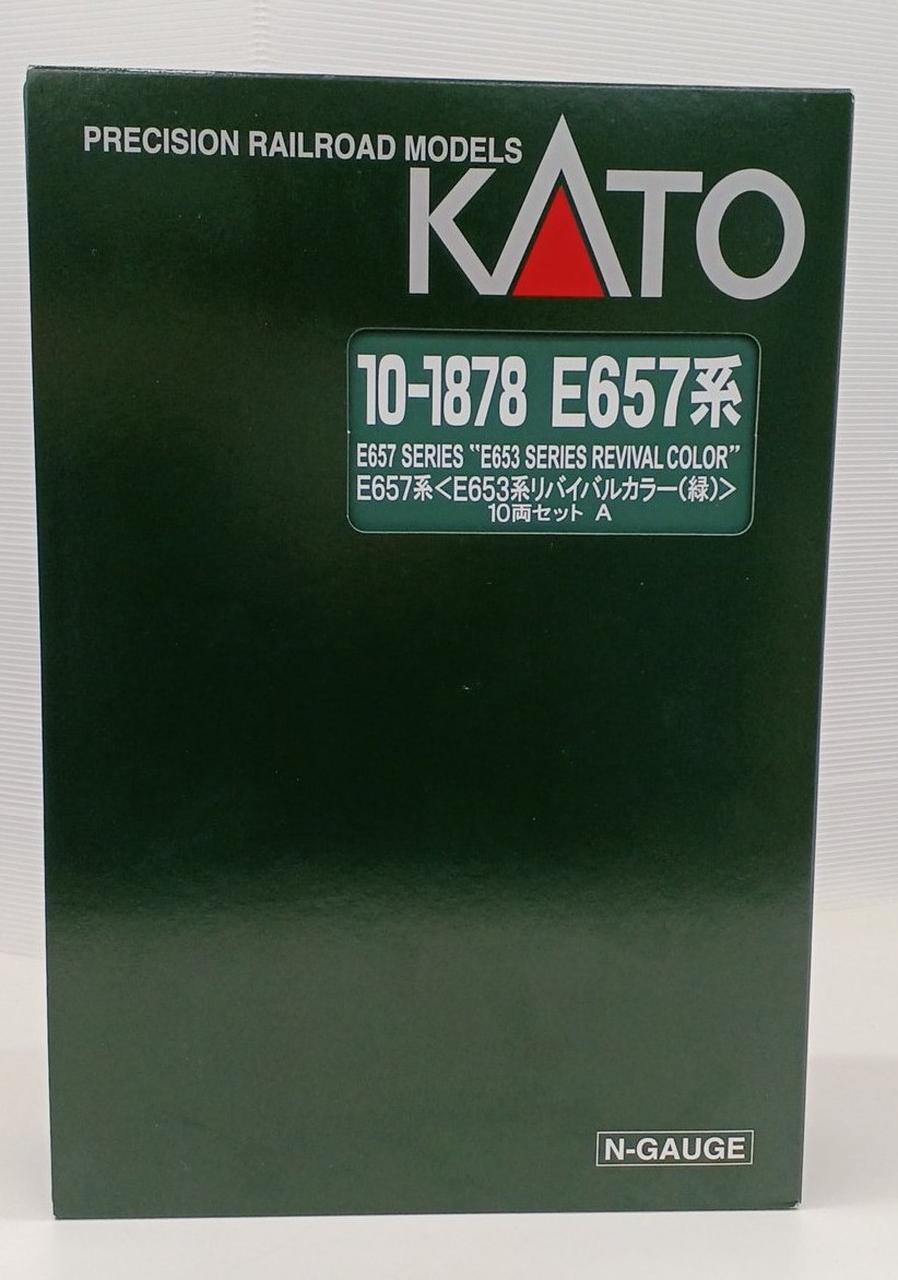 PRECISION RAILROAD MODELS
KATO
10-1878 E657系
E657 SERIES “E653 SERIES REVIVAL COLOR”
E657系<E653系リバイバルカラー(緑)>
10両セット A
N-GAUGE